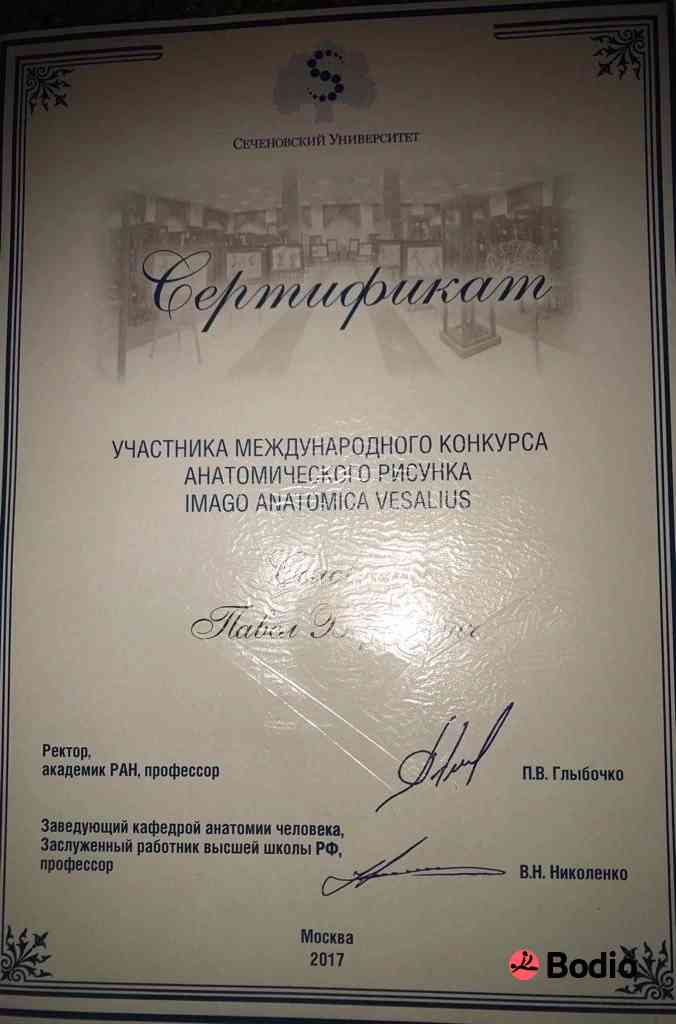 Сеченовский Университет
Сертификат
УЧАСТНИКА МЕЖДУНАРОДНОГО КОНКУРСА
АНАТОМИЧЕСКОГО РИСУНКА
IMAGO ANATOMICA VESALIUS
Павел
Ректор,
академик РАН, профессор
П.В. Глыбочко
Заведующий кафедрой анатомии человека,
Заслуженный работник высшей школы РФ,
профессор
В.Н. Николенко
Москва
2017
Bodio